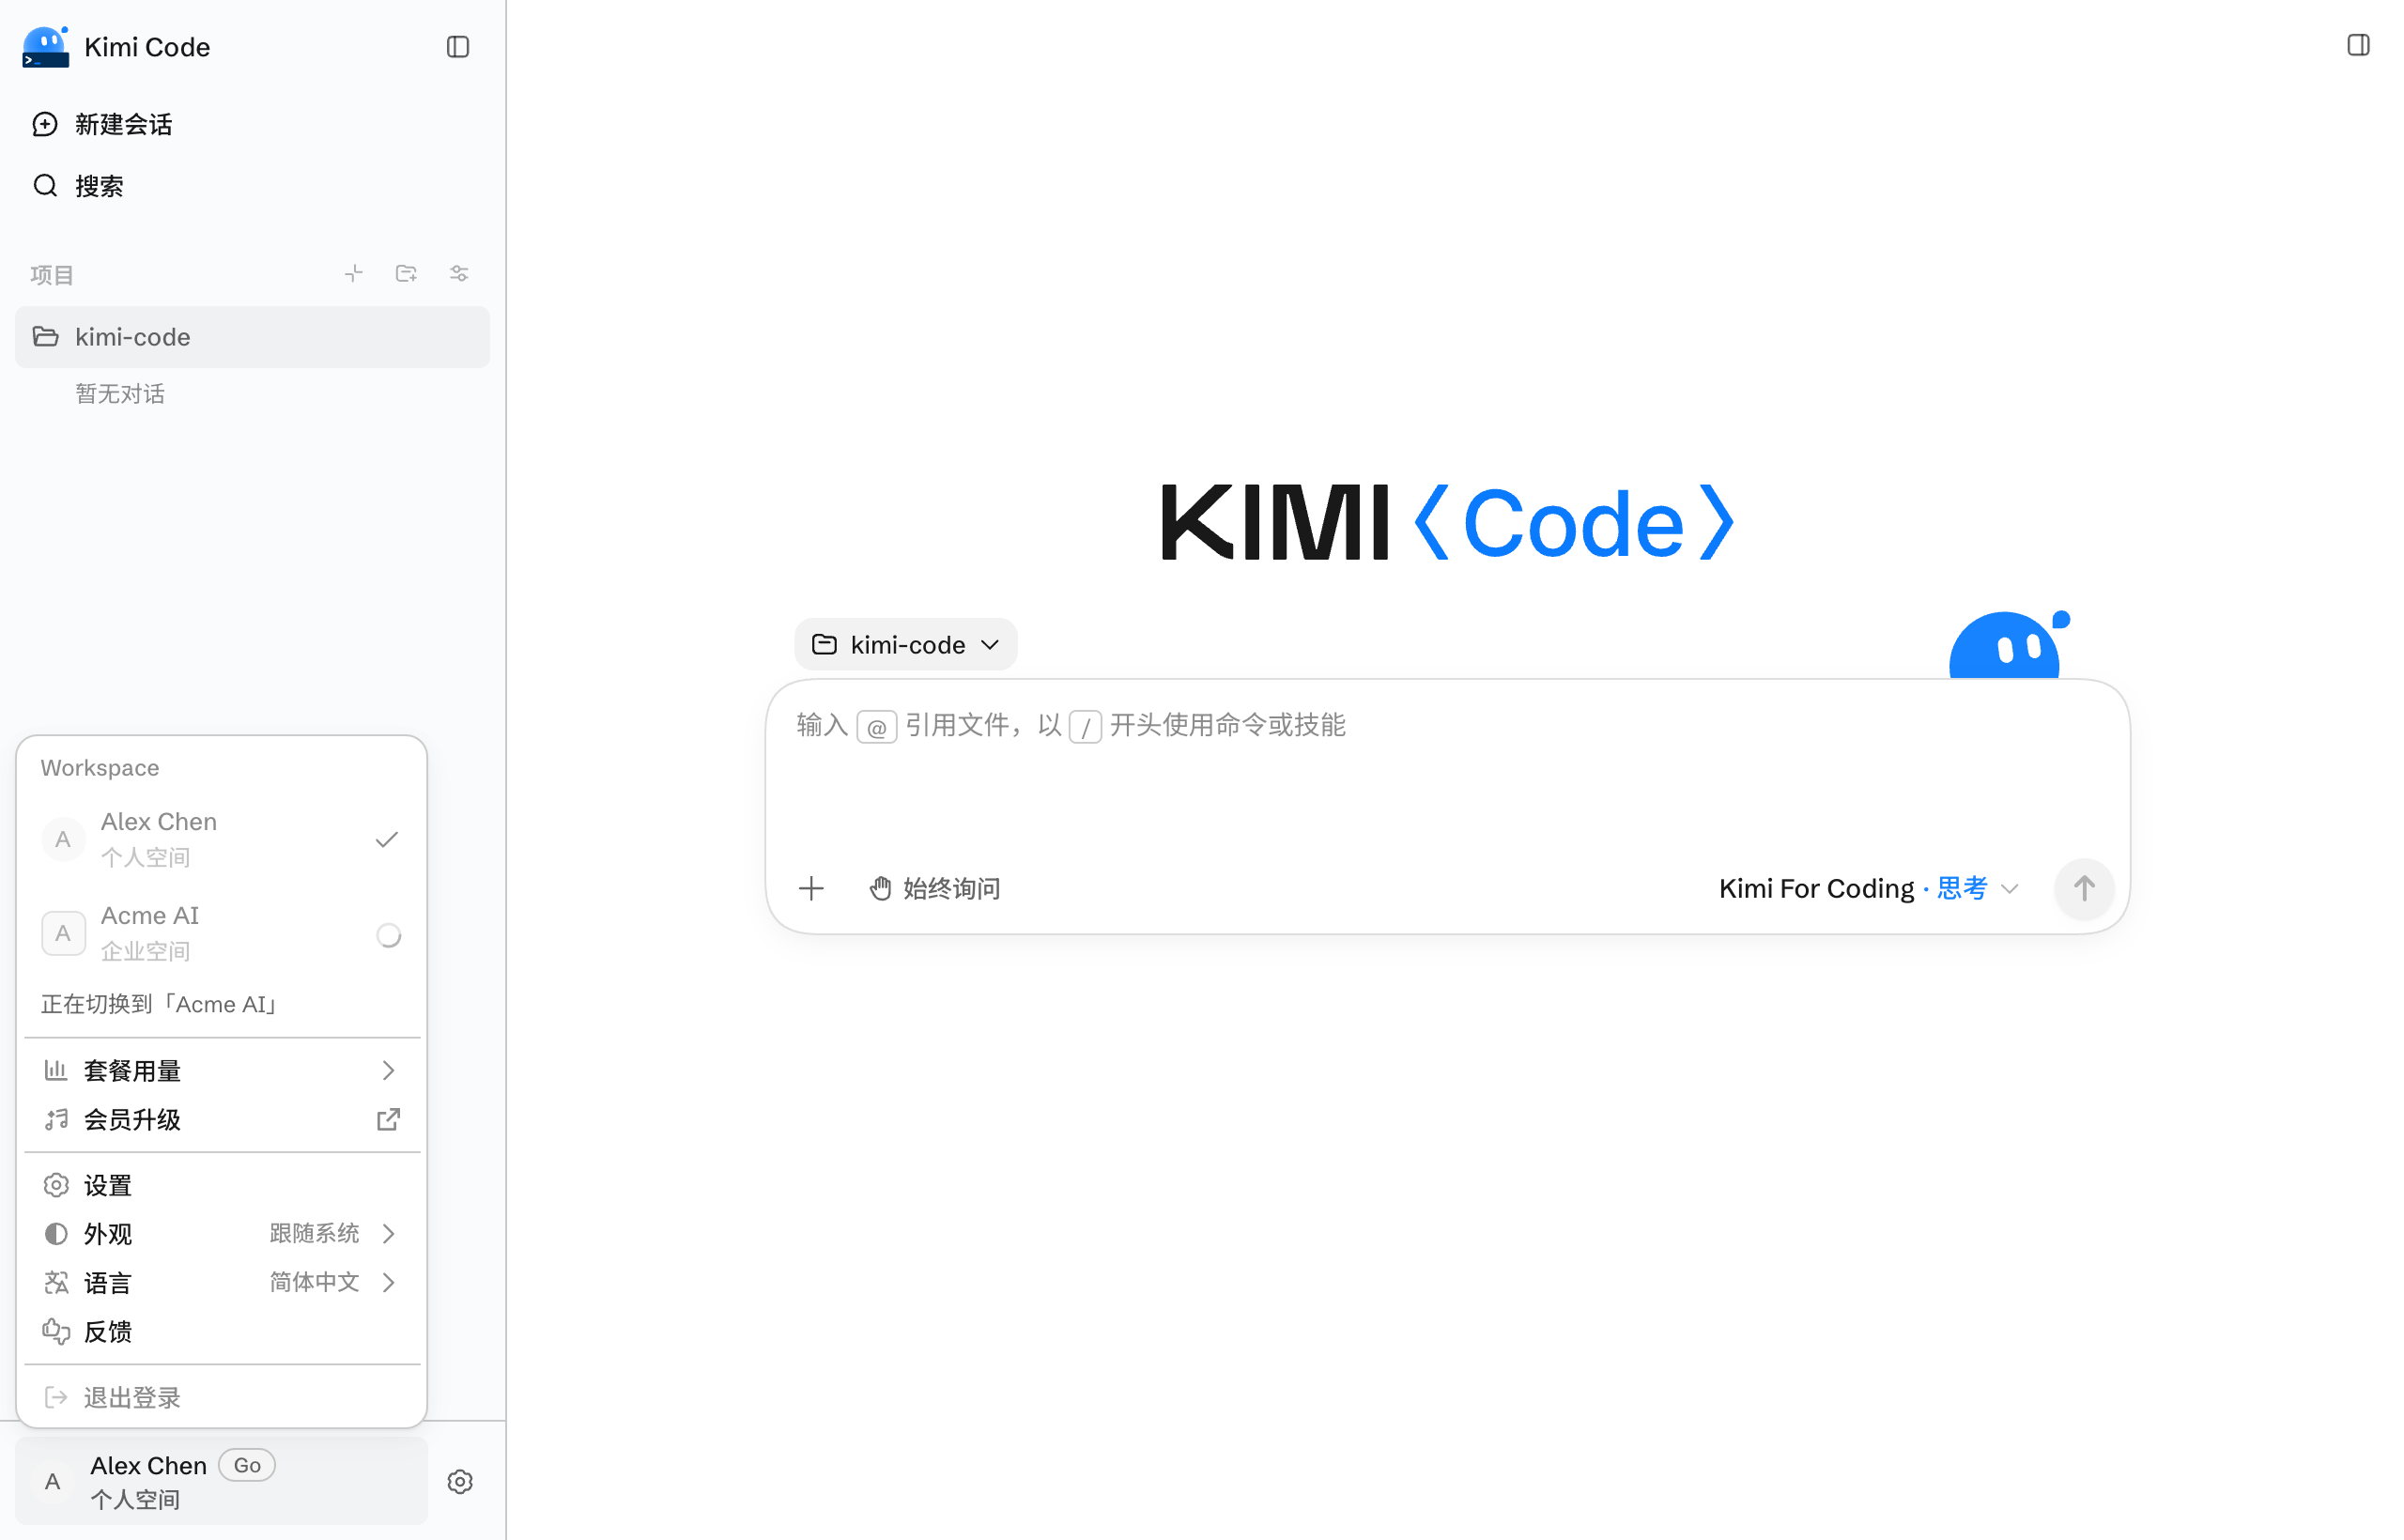 Kimi Code
新建会话
搜索
项目
kimi-code
暂无对话
KIMI Code
kimi-code
输入 @ 引用文件，以 / 开头使用命令或技能
始终询问
Kimi For Coding · 思考
Workspace
A
Alex Chen
个人空间
A
Acme AI
企业空间
正在切换到「Acme AI」
套餐用量
会员升级
设置
外观 跟随系统
语言 简体中文
反馈
退出登录
A
Alex Chen Go
个人空间